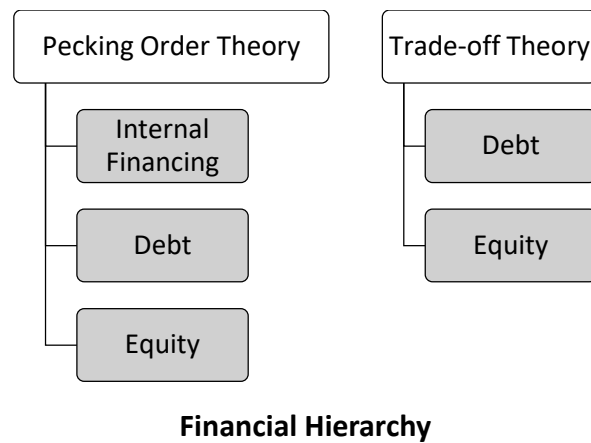 Pecking Order Theory
Internal
Financing
Debt
Equity
Trade-off Theory
Debt
Equity
Financial Hierarchy